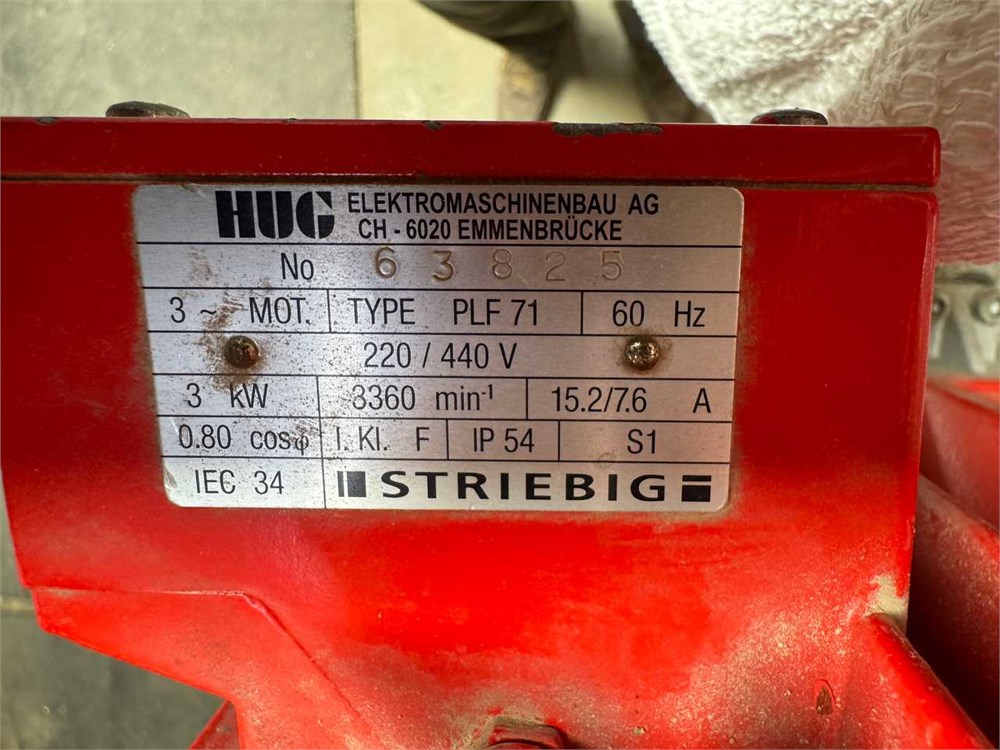 HUG ELEKTROMASCHINENBAU AG
CH - 6020 EMMENBRÜCKE
No 63825
3 ~ MOT. TYPE PLF 71 60 Hz
220 / 440 V
3 kW 3360 min-1 15.2/7.6 A
0.80 cosφ I. Kl. F IP 54 S1
IEC 34 STRIEBIG